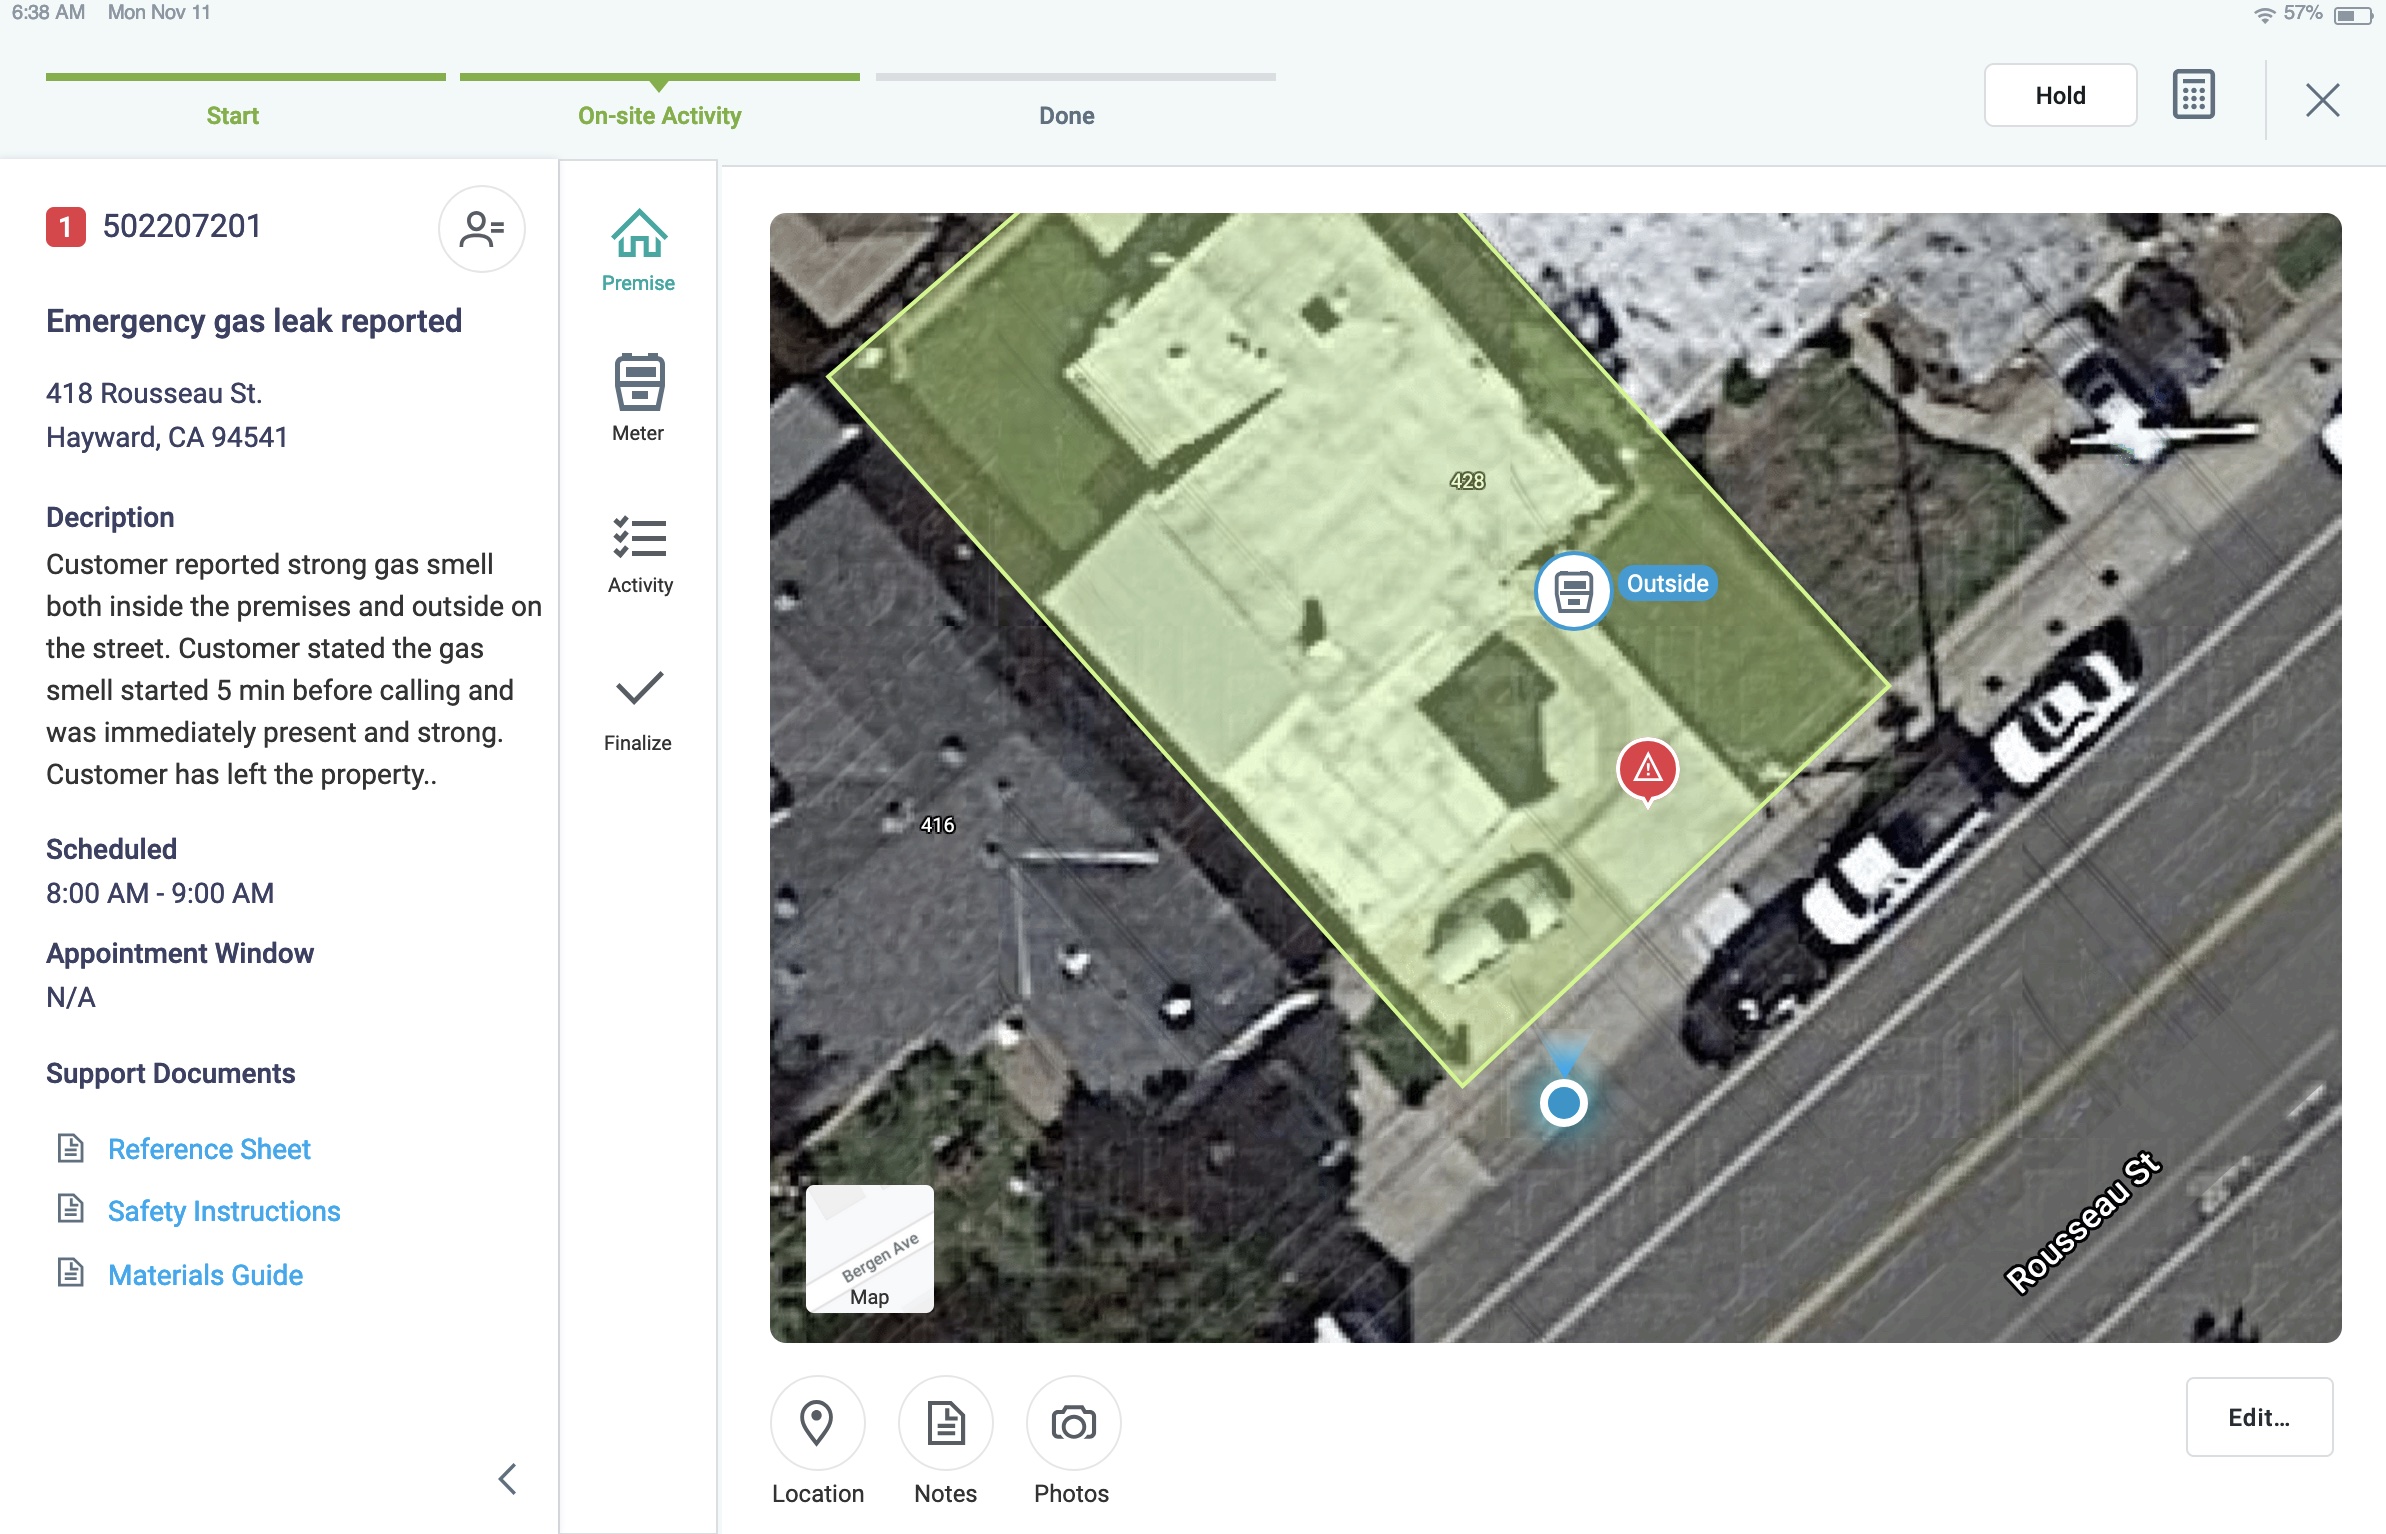 6:38 AM Mon Nov 11
57%
Start
On-site Activity
Done
Hold
1 502207201
Emergency gas leak reported
418 Rousseau St.
Hayward, CA 94541
Decription
Customer reported strong gas smell
both inside the premises and outside on
the street. Customer stated the gas
smell started 5 min before calling and
was immediately present and strong.
Customer has left the property..
Scheduled
8:00 AM - 9:00 AM
Appointment Window
N/A
Support Documents
Reference Sheet
Safety Instructions
Materials Guide
Premise
Meter
Activity
Finalize
428
Outside
416
Rousseau St
Bergen Ave
Map
Location
Notes
Photos
Edit...